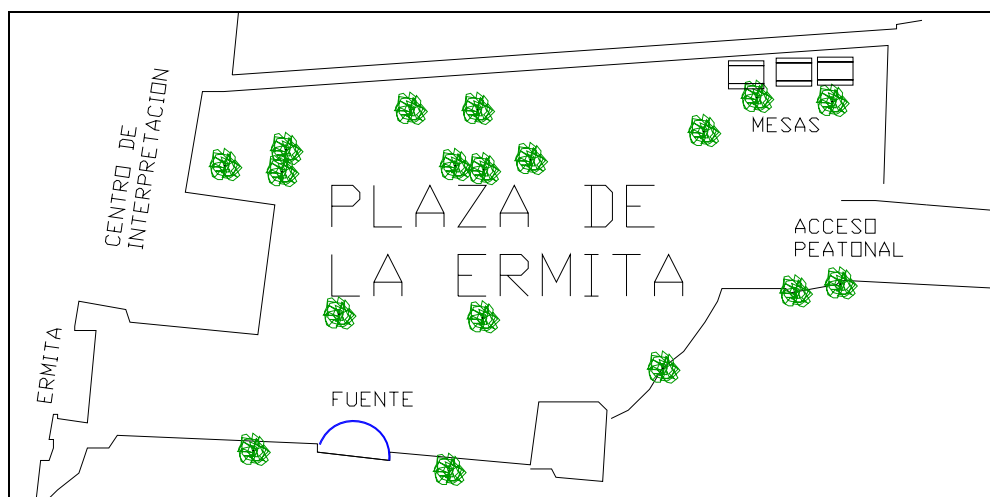 CENTRO DE
INTERPRETACION
MESAS
PLAZA DE
LA ERMITA
ACCESO
PEATONAL
ERMITA
FUENTE